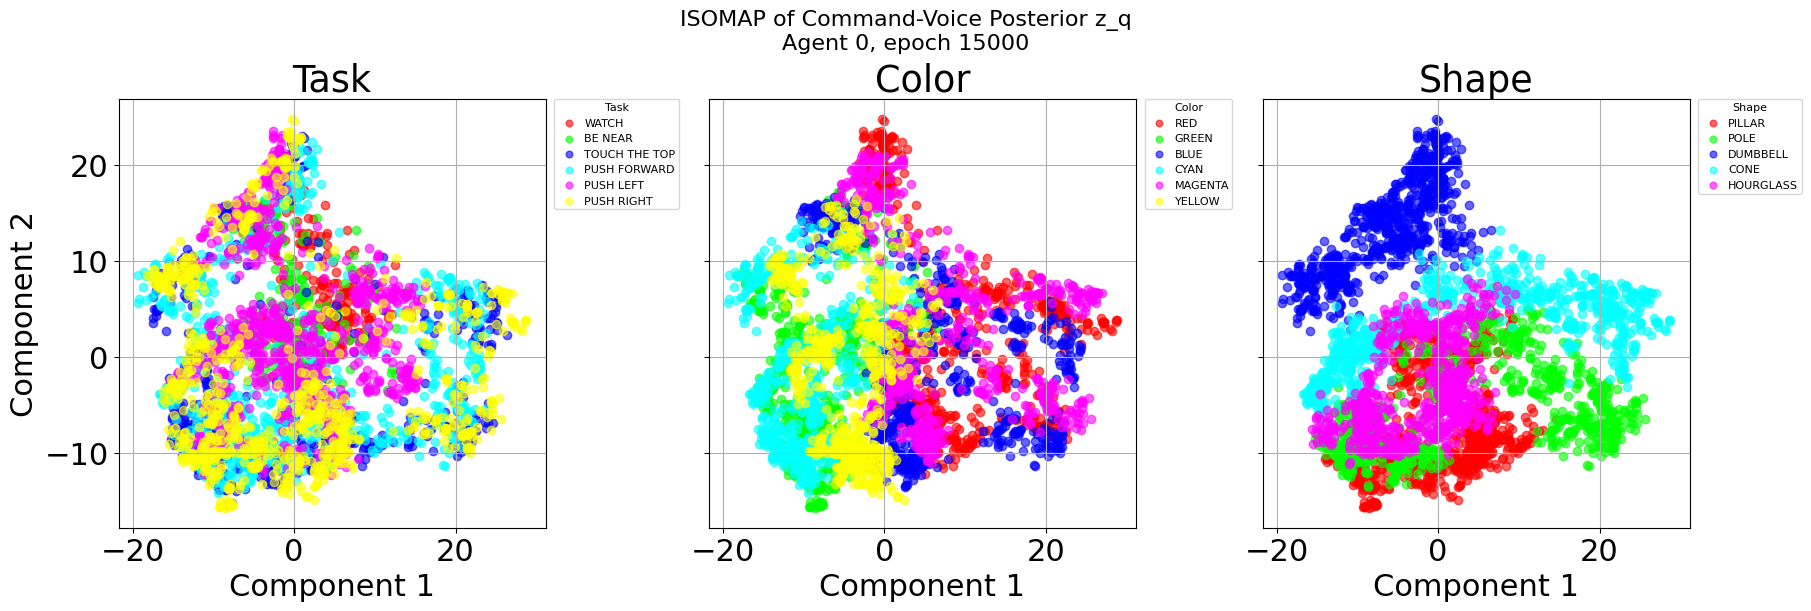 ISOMAP of Command-Voice Posterior z_q
Agent 0, epoch 15000
Task
Color
Shape
Task
WATCH
BE NEAR
TOUCH THE TOP
PUSH FORWARD
PUSH LEFT
PUSH RIGHT
Color
RED
GREEN
BLUE
CYAN
MAGENTA
YELLOW
Shape
PILLAR
POLE
DUMBBELL
CONE
HOURGLASS
Component 2
20
10
0
−10
−20 0 20
−20 0 20
−20 0 20
Component 1
Component 1
Component 1